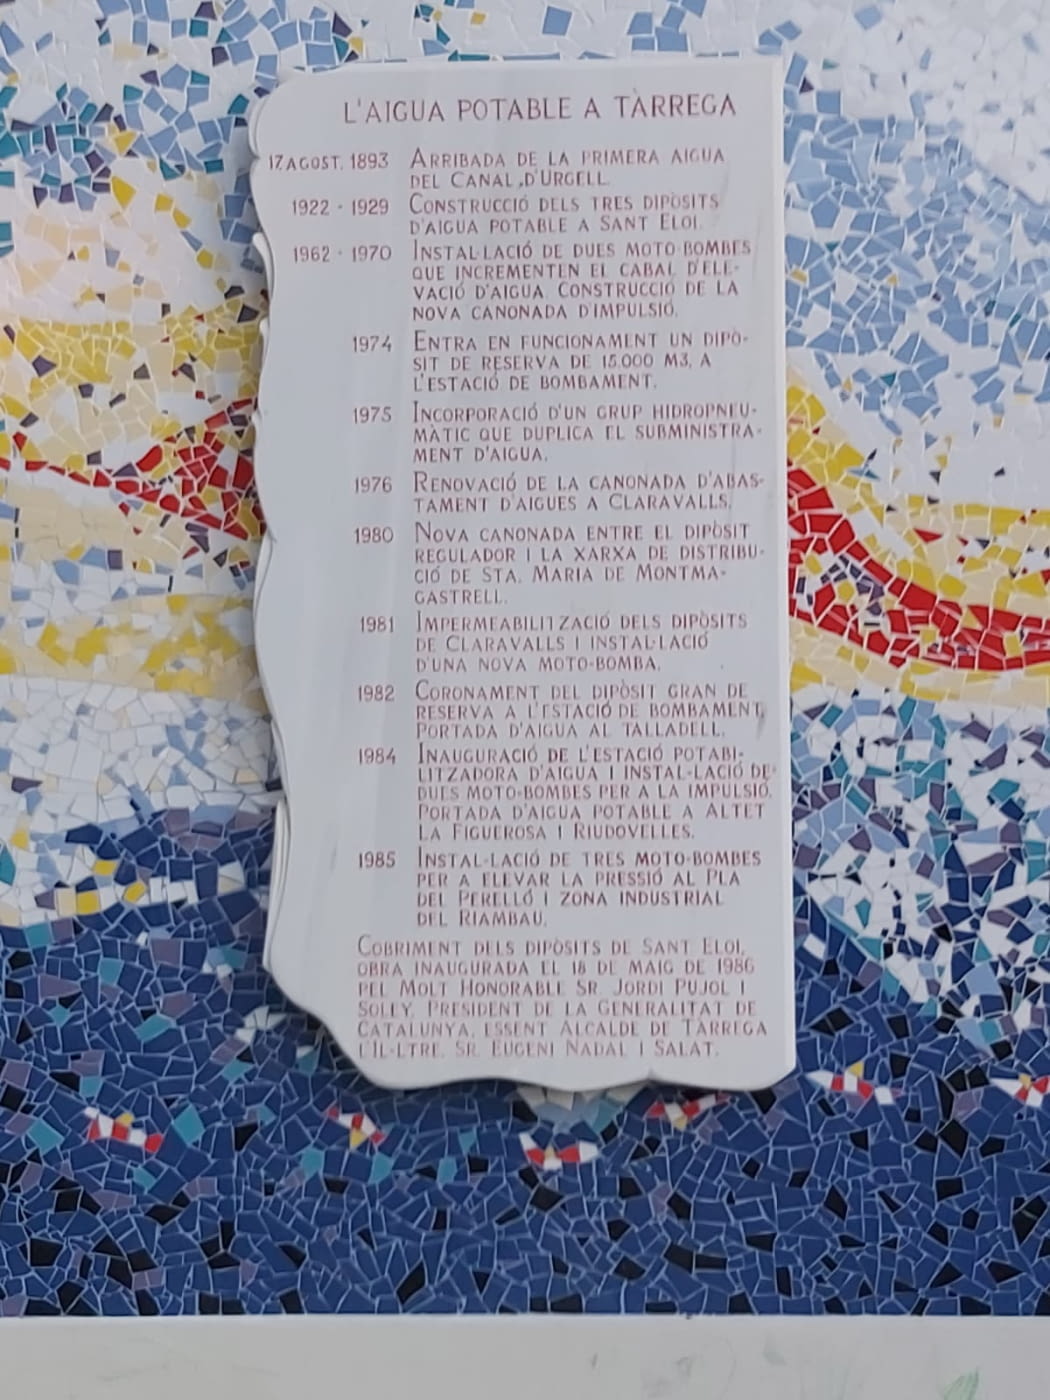 L'AIGUA POTABLE A TÀRREGA
17 AGOST. 1893 ARRIBADA DE LA PRIMERA AIGUA
DEL CANAL D'URGELL.
1922 - 1929 CONSTRUCCIÓ DELS TRES DIPÒSITS
D'AIGUA POTABLE A SANT ELOI.
1962 - 1970 INSTAL·LACIÓ DE DUES MOTO-BOMBES
QUE INCREMENTEN EL CABAL D'ELE-
VACIÓ D'AIGUA. CONSTRUCCIÓ DE LA
NOVA CANONADA D'IMPULSIÓ.
1974 ENTRA EN FUNCIONAMENT UN DIPÒ-
SIT DE RESERVA DE 15.000 M3, A
L'ESTACIÓ DE BOMBAMENT.
1975 INCORPORACIÓ D'UN GRUP HIDROPNEU-
MÀTIC QUE DUPLICA EL SUBMINISTRA-
MENT D'AIGUA.
1976 RENOVACIÓ DE LA CANONADA D'ABAS-
TAMENT D'AIGUES A CLARAVALLS.
1980 NOVA CANONADA ENTRE EL DIPÒSIT
REGULADOR I LA XARXA DE DISTRIBU-
CIÓ DE STA. MARIA DE MONTMA-
GASTRELL.
1981 IMPERMEABILITZACIÓ DELS DIPÒSITS
DE CLARAVALLS I INSTAL·LACIÓ
D'UNA NOVA MOTO-BOMBA.
1982 CORONAMENT DEL DIPÒSIT GRAN DE
RESERVA A L'ESTACIÓ DE BOMBAMENT,
PORTADA D'AIGUA AL TALLADELL.
1984 INAUGURACIÓ DE L'ESTACIÓ POTABI-
LITZADORA D'AIGUA I INSTAL·LACIÓ DE
DUES MOTO-BOMBES PER A LA IMPULSIÓ.
PORTADA D'AIGUA POTABLE A ALTET
LA FIGUEROSA I RIUDOVELLES.
1985 INSTAL·LACIÓ DE TRES MOTO-BOMBES
PER A ELEVAR LA PRESSIÓ AL PLA
DEL PERELLÓ I ZONA INDUSTRIAL
DEL RIAMBAU.
COBRIMENT DELS DIPÒSITS DE SANT ELOI,
OBRA INAUGURADA EL 18 DE MAIG DE 1986
PEL MOLT HONORABLE SR. JORDI PUJOL I
SOLEY, PRESIDENT DE LA GENERALITAT DE
CATALUNYA, ESSENT ALCALDE DE TÀRREGA
L'IL·LTRE. SR. EUGENI NADAL I SALAT.